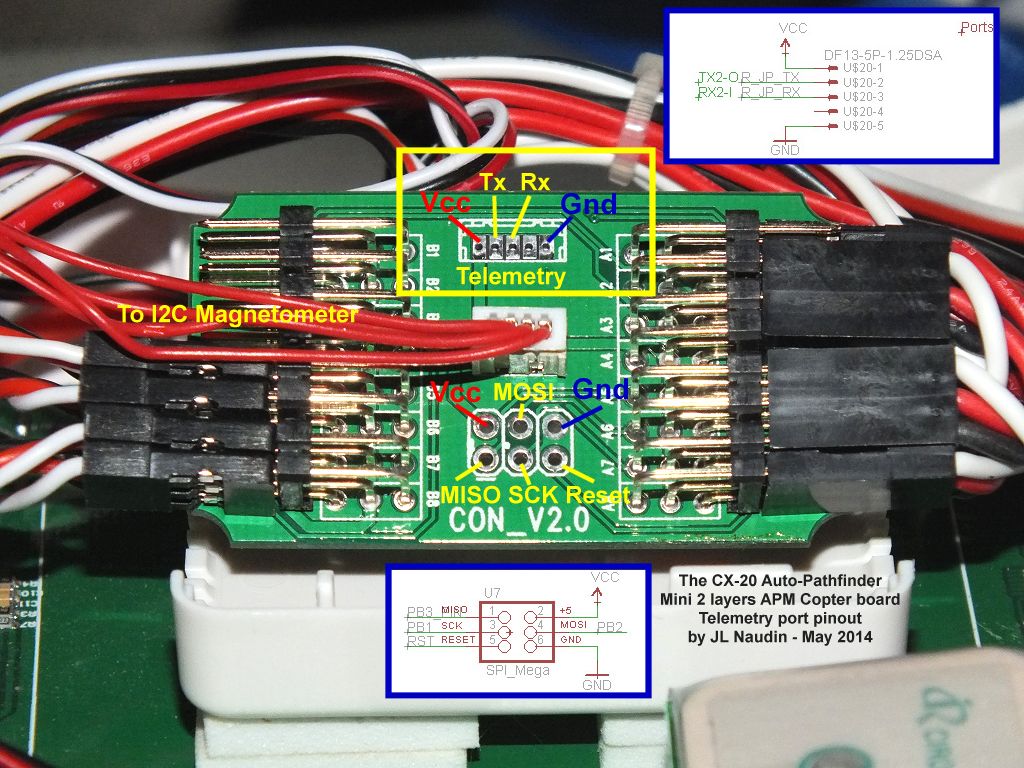 VCC
Ports
DF13-5P-1.25DSA
U$20-1
TX2-O R_JP_TX U$20-2
RX2-I R_JP_RX U$20-3
U$20-4
U$20-5
GND
Tx Rx
Vcc Gnd
Telemetry
B1 A1
B2 A2
To I2C Magnetometer
A3
A4
Vcc MOSI Gnd
B6 A6
B7 A7
MISO SCK Reset
B8
CON_V2.0
VCC
U7
PB3 MISO 1 2 +5
PB1 SCK 3 4 MOSI PB2
RST RESET 5 6 GND
SPI_Mega
GND
The CX-20 Auto-Pathfinder
Mini 2 layers APM Copter board
Telemetry port pinout
by JL Naudin - May 2014